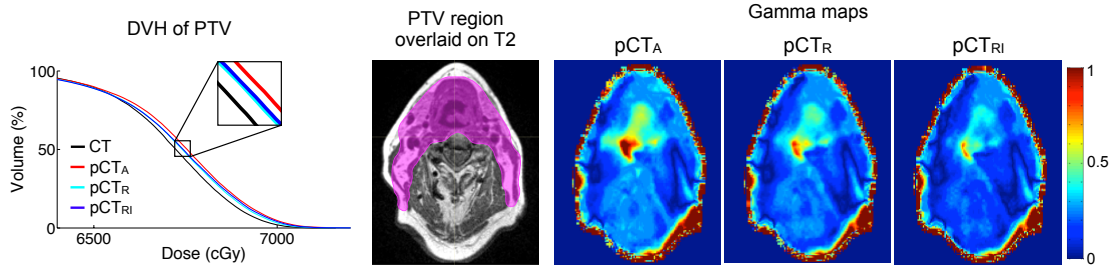 DVH of PTV
100
50
0
Volume (%)
CT
pCTA
pCTR
pCTRI
6500
7000
Dose (cGy)
PTV region
overlaid on T2
Gamma maps
pCTA
pCTR
pCTRI
1
0.5
0